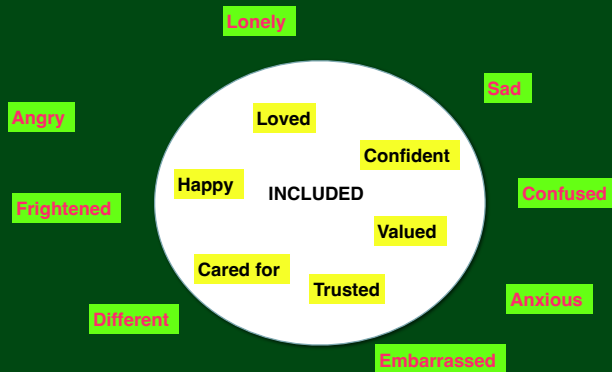 Lonely
Sad
Angry
Loved
Confident
Happy
INCLUDED
Confused
Frightened
Valued
Cared for
Trusted
Anxious
Different
Embarrassed